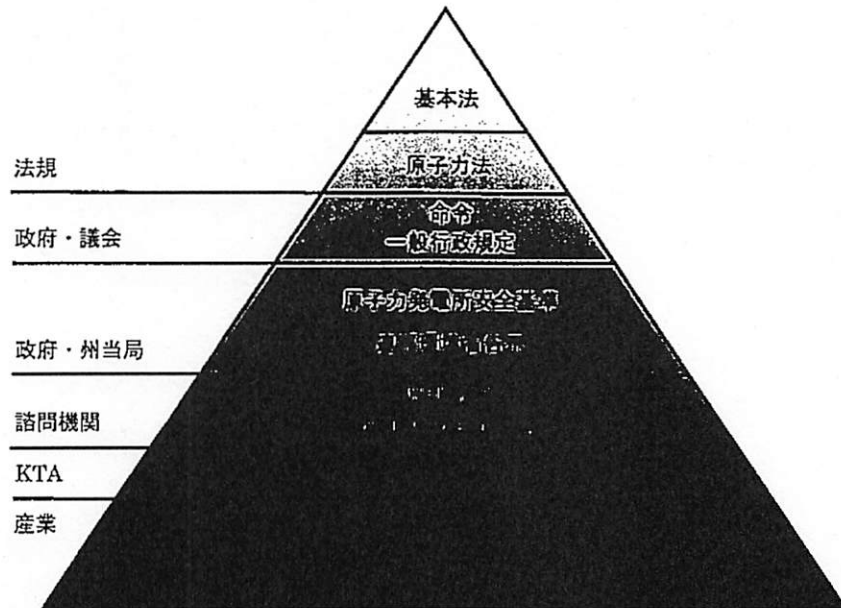 基本法
法規
原子力法
政府・議会
命令
一般行政規定
原子力発電所安全基準
政府・州当局
諮問機関
KTA
産業